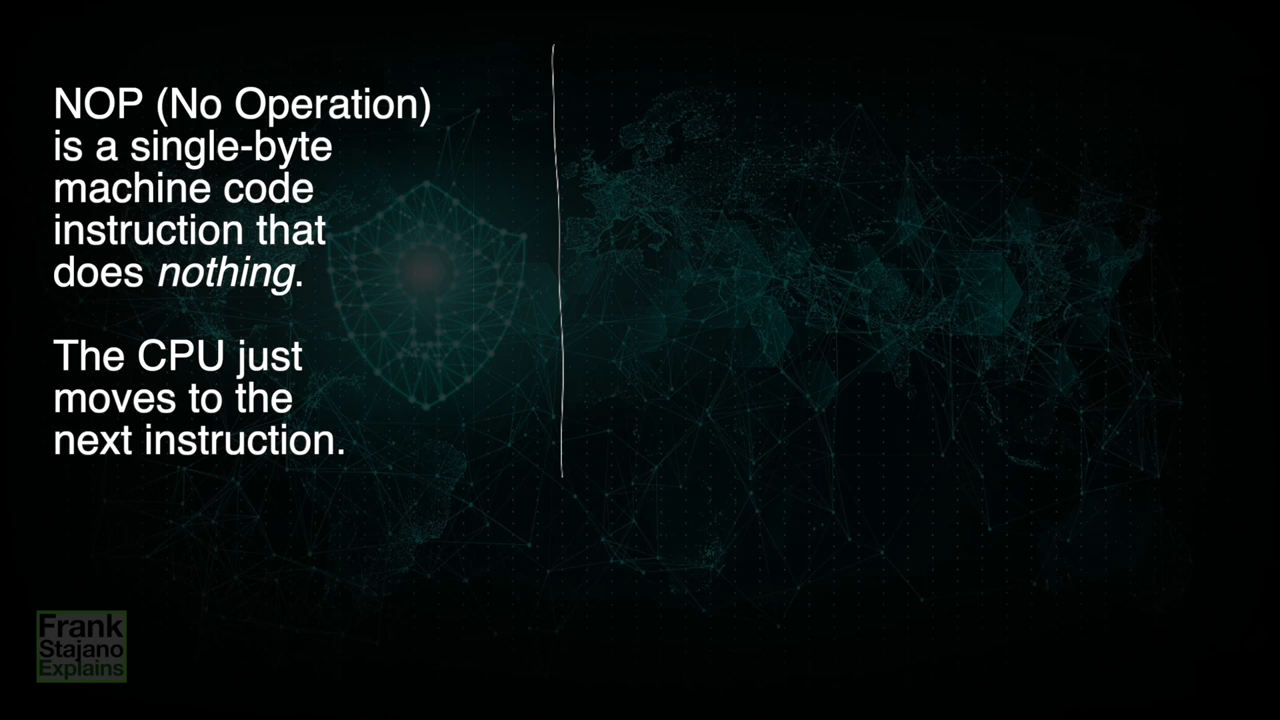 NOP (No Operation)
is a single-byte
machine code
instruction that
does nothing.
The CPU just
moves to the
next instruction.
Frank
Stajano
Explains